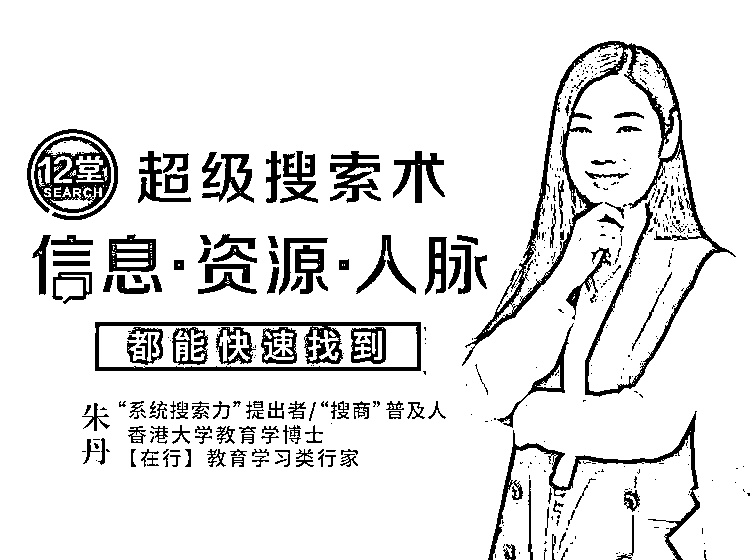 12堂
SEARCH
超级搜索术
信息·资源·人脉
都能快速找到
朱丹
“系统搜索力”提出者/“搜商”普及人
香港大学教育学博士
【在行】教育学习类行家